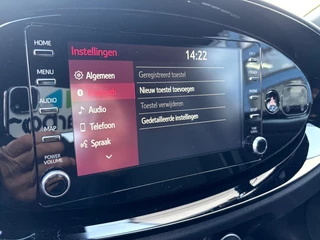 Instellingen
14:22
HOME
MENU
AUDIO
MAP
POWER
VOLUME
Algemeen
Audio
Telefoon
Spraak
Geregistreerd toestel
Nieuw toestel toevoegen
Toestel verwijderen
Gedetailleerde instellingen